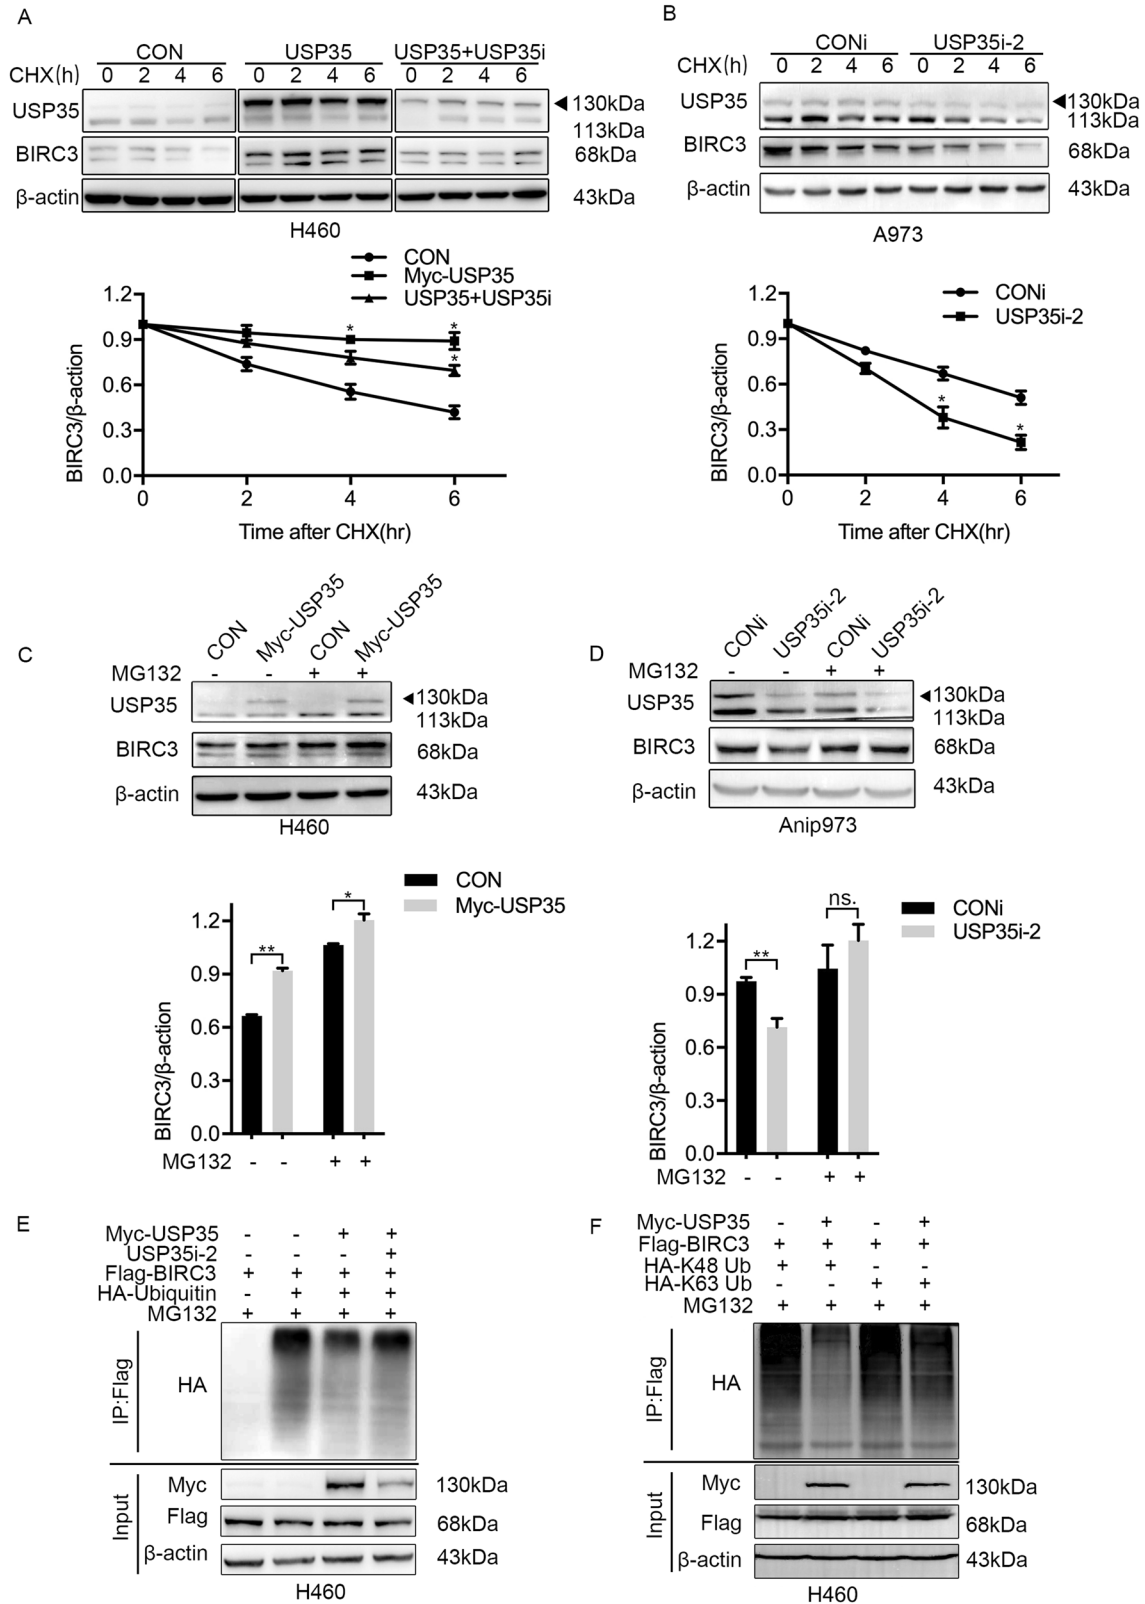 A
CON USP35 USP35+USP35i
CHX(h) 0 2 4 6 0 2 4 6 0 2 4 6
USP35 ◄130kDa
113kDa
BIRC3 68kDa
β-actin 43kDa
H460
CON
Myc-USP35
USP35+USP35i
1.2
0.9
0.6
0.3
0.0
* * *
BIRC3/β-action
0 2 4 6
Time after CHX(hr)
B
CONi USP35i-2
CHX(h) 0 2 4 6 0 2 4 6
USP35 ◄130kDa
113kDa
BIRC3 68kDa
β-actin 43kDa
A973
CONi
USP35i-2
1.2
0.9
0.6
0.3
0.0
* *
BIRC3/β-action
0 2 4 6
Time after CHX(hr)
C
CON Myc-USP35 CON Myc-USP35
MG132 - - + +
USP35 ◄130kDa
113kDa
BIRC3 68kDa
β-actin 43kDa
H460
CON
Myc-USP35
** *
1.2
0.9
0.6
0.3
0.0
BIRC3/β-action
MG132 - - + +
D
CONi USP35i-2 CONi USP35i-2
MG132 - - + +
USP35 ◄130kDa
113kDa
BIRC3 68kDa
β-actin 43kDa
Anip973
CONi
USP35i-2
** ns.
1.2
0.9
0.6
0.3
0.0
BIRC3/β-action
MG132 - - + +
E
Myc-USP35 - - + +
USP35i-2 - - - +
Flag-BIRC3 + + + +
HA-Ubiquitin - + + +
MG132 + + + +
IP:Flag
HA
Input
Myc 130kDa
Flag 68kDa
β-actin 43kDa
H460
F
Myc-USP35 - + - +
Flag-BIRC3 + + + +
HA-K48 Ub + + - -
HA-K63 Ub - - + +
MG132 + + + +
IP:Flag
HA
Input
Myc 130kDa
Flag 68kDa
β-actin 43kDa
H460